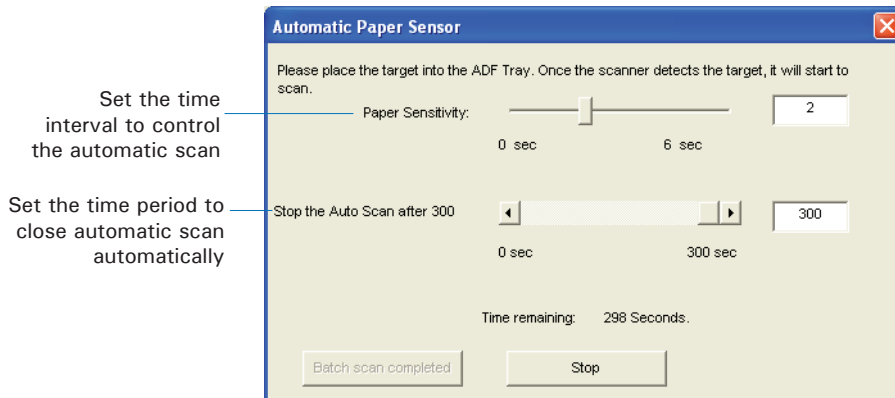 Automatic Paper Sensor
Please place the target into the ADF Tray. Once the scanner detects the target, it will start to
scan.
Set the time
interval to control
the automatic scan
Paper Sensitivity:
2
0 sec
6 sec
Set the time period to
close automatic scan
automatically
Stop the Auto Scan after 300
300
0 sec
300 sec
Time remaining: 298 Seconds.
Batch scan completed
Stop